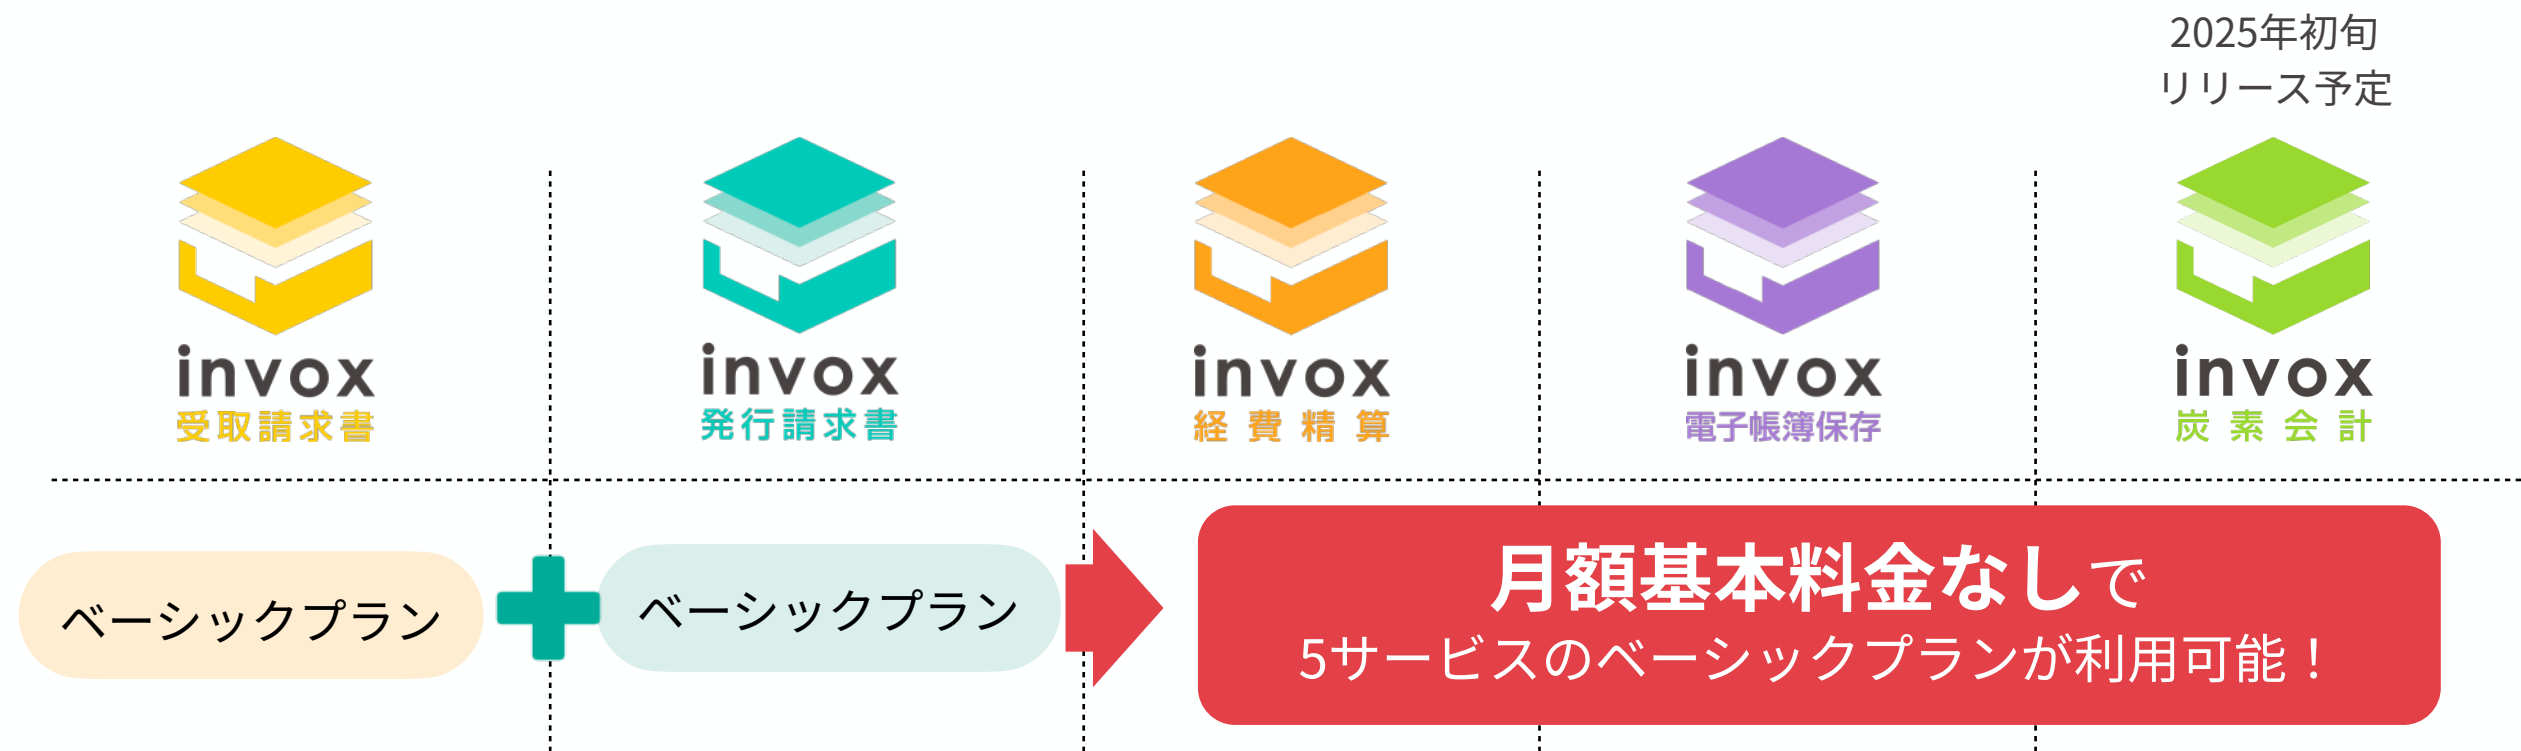 2025年初旬
リリース予定
invox
受取請求書
invox
発行請求書
invox
経費精算
invox
電子帳簿保存
invox
炭素会計
ベーシックプラン
ベーシックプラン
月額基本料金なしで
5サービスのベーシックプランが利用可能！